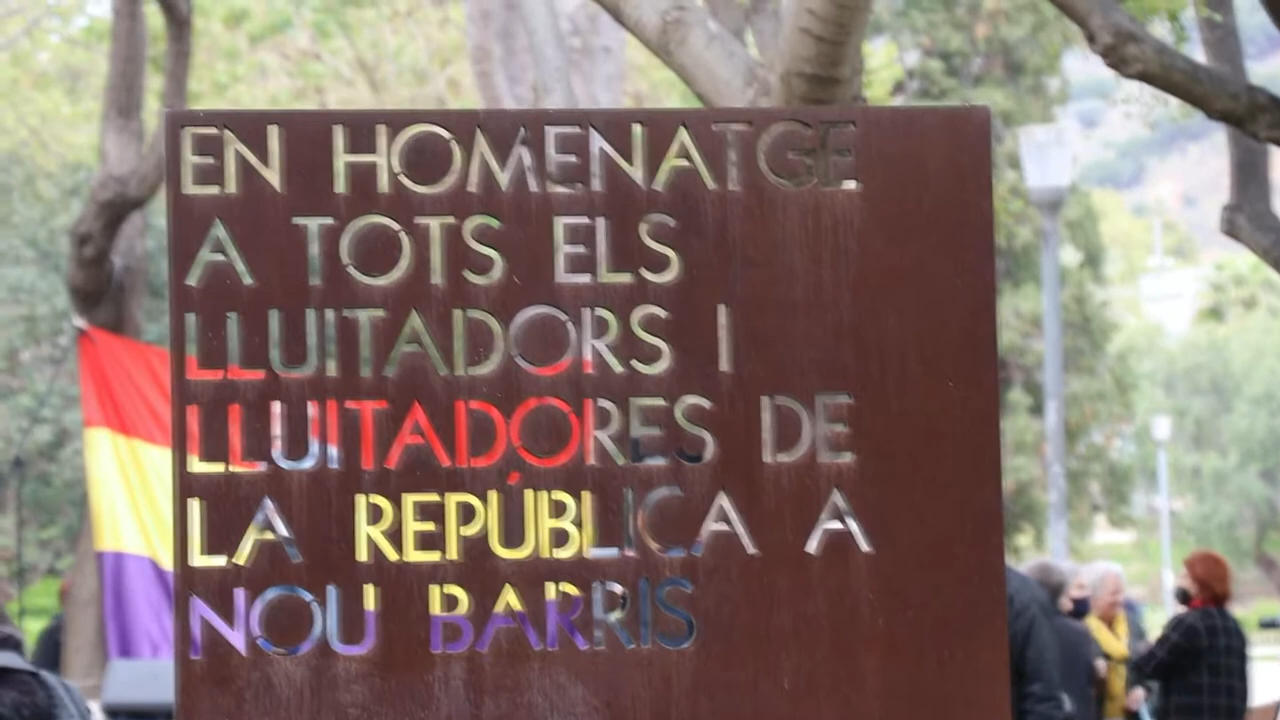 EN HOMENATGE
A TOTS ELS
LLUITADORS I
LLUITADORES DE
LA REPÚBLICA A
NOU BARRIS